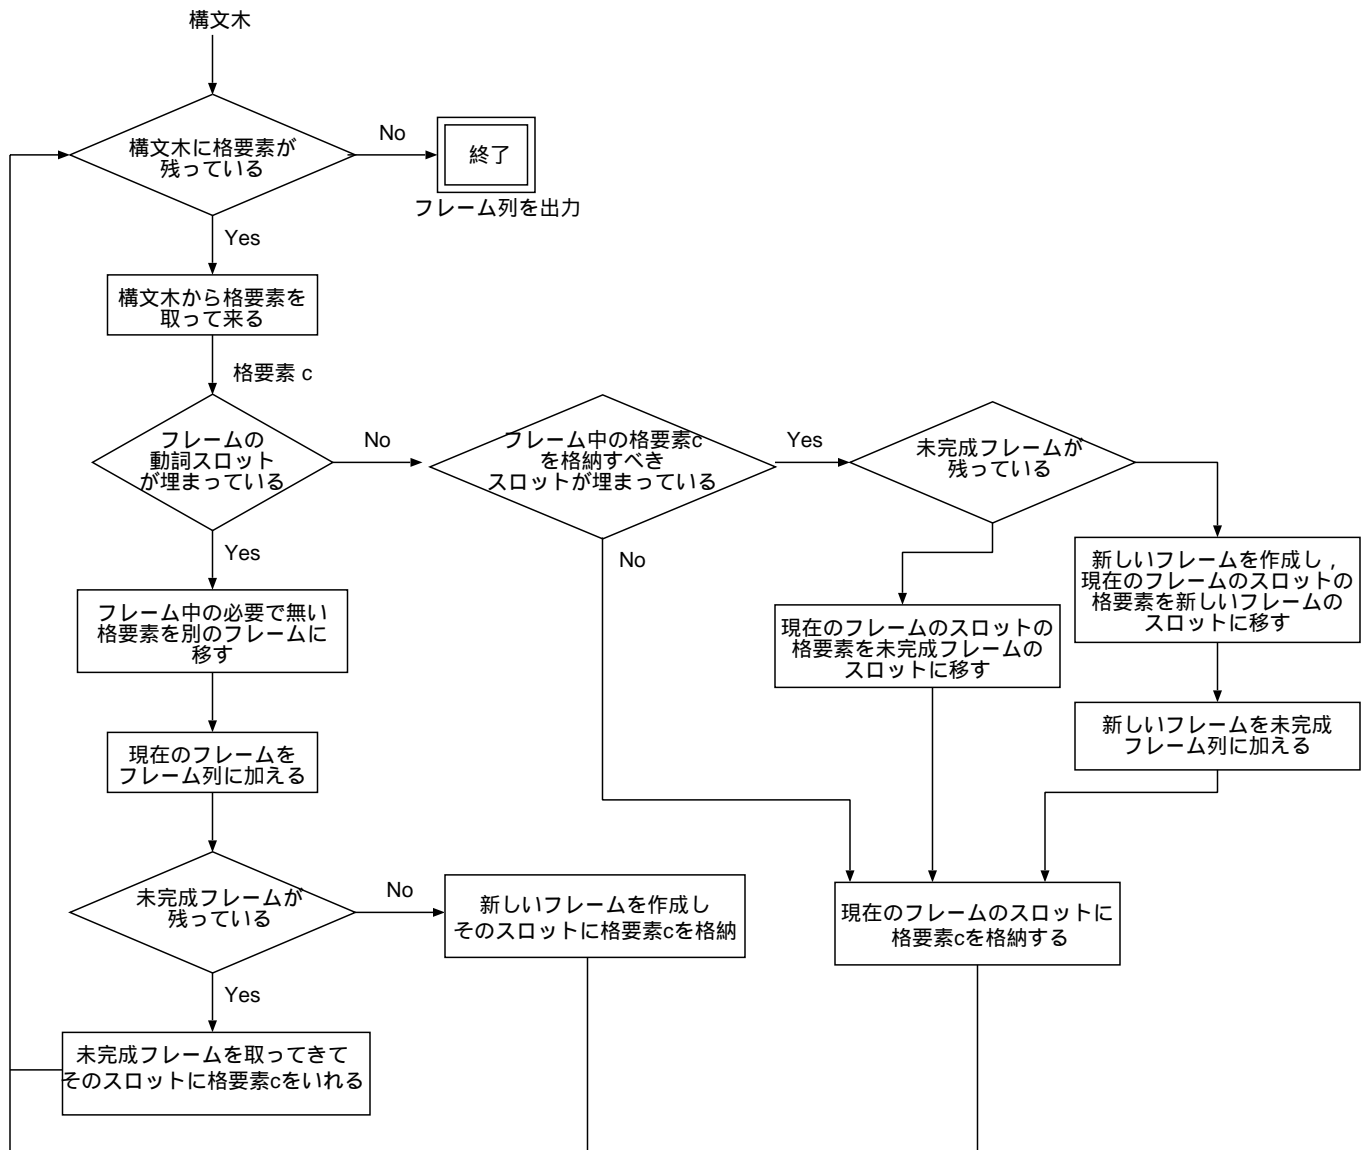 構文木
構文木に格要素が
残っている
No
終了
フレーム列を出力
Yes
構文木から格要素を
取って来る
格要素 c
フレームの
動詞スロット
が埋まっている
No
フレーム中の格要素c
を格納すべき
スロットが埋まっている
Yes
未完成フレームが
残っている
Yes
No
フレーム中の必要で無い
格要素を別のフレームに
移す
現在のフレームのスロットの
格要素を未完成フレームの
スロットに移す
新しいフレームを作成し，
現在のフレームのスロットの
格要素を新しいフレームの
スロットに移す
新しいフレームを未完成
フレーム列に加える
現在のフレームを
フレーム列に加える
未完成フレームが
残っている
No
新しいフレームを作成し
そのスロットに格要素cを格納
現在のフレームのスロットに
格要素cを格納する
Yes
未完成フレームを取ってきて
そのスロットに格要素cをいれる